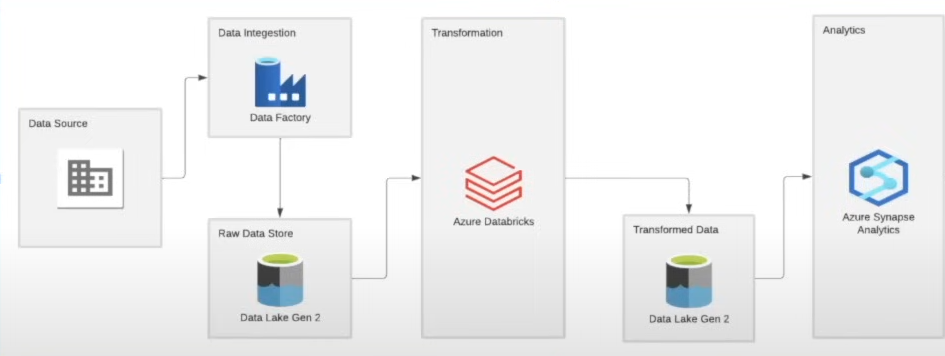 Data Source
Data Integestion
Data Factory
Raw Data Store
Data Lake Gen 2
Transformation
Azure Databricks
Transformed Data
Data Lake Gen 2
Analytics
Azure Synapse
Analytics